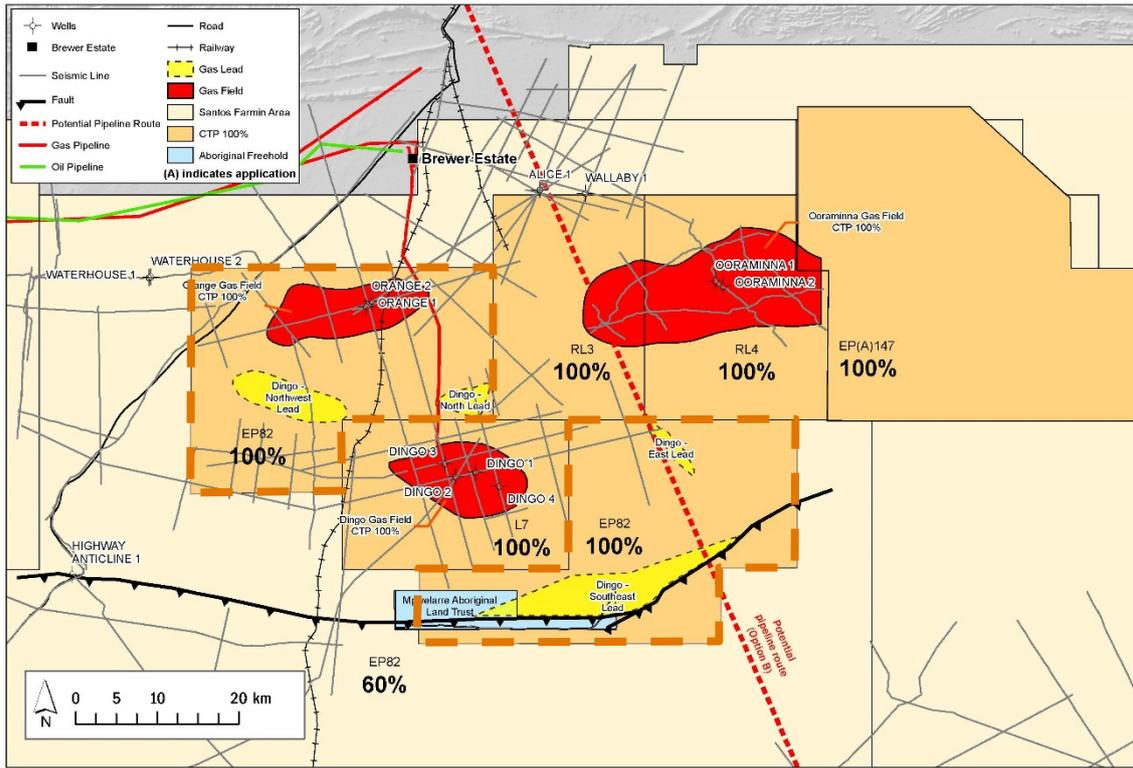 Wells
Brewer Estate
Seismic Line
Fault
Potential Pipeline Route
Gas Pipeline
Oil Pipeline
Road
Railway
Gas Lead
Gas Field
Santos Farmin Area
CTP 100%
Aboriginal Freehold
(A) indicates application
Brewer Estate
ALICE 1
WALLABY 1
Ooraminna Gas Field
CTP 100%
WATERHOUSE 2
WATERHOUSE 1
OORAMINNA 1
OORAMINNA 2
Orange Gas Field
CTP 100%
ORANGE 2
ORANGE 1
RL3
100%
RL4
100%
EP(A)147
100%
Dingo -
Northwest
Lead
Dingo -
North Lead
EP82
100%
Dingo -
East Lead
DINGO 3
DINGO 1
DINGO 2
DINGO 4
Dingo Gas Field
CTP 100%
L7
100%
EP82
100%
HIGHWAY
ANTICLINE 1
Dingo -
Southeast
Lead
Aboriginal
Land Trust
Potential
pipeline route
(Option B)
EP82
60%
N
0 5 10 20 km